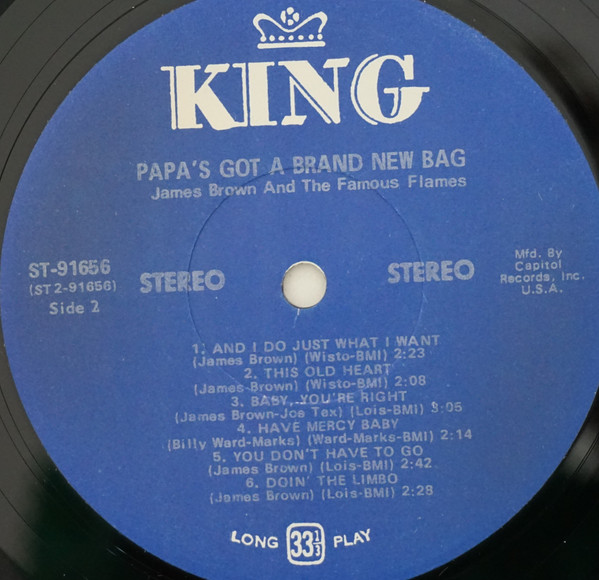 KING
PAPA'S GOT A BRAND NEW BAG
James Brown And The Famous Flames
ST-91656
(ST 2-91656)
Side 2
STEREO
STEREO
Mfd. By
Capitol
Records, Inc.
U.S.A.
1. AND I DO JUST WHAT I WANT
(James Brown) (Wisto-BMI) 2:23
2. THIS OLD HEART
(James Brown) (Wisto-BMI) 2:08
3. BABY, YOU'RE RIGHT
(James Brown-Joe Tex) (Lois-BMI) 3:05
4. HAVE MERCY BABY
(Billy Ward-Marks) (Ward-Marks-BMI) 2:14
5. YOU DON'T HAVE TO GO
(James Brown) (Lois-BMI) 2:42
6. DOIN' THE LIMBO
(James Brown) (Lois-BMI) 2:28
LONG 33 1/3 PLAY